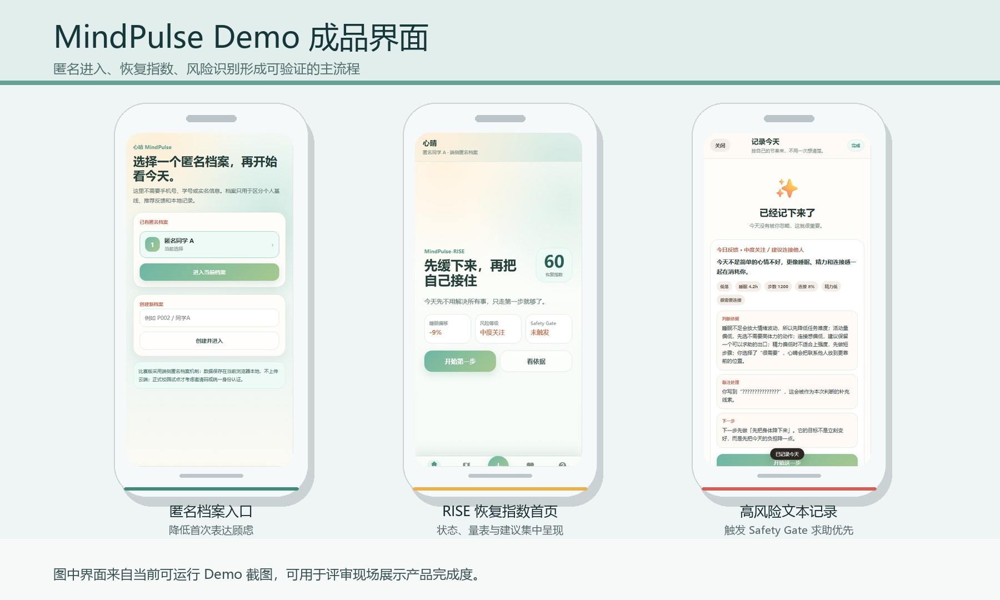 MindPulse Demo 成品界面
匿名进入、恢复指数、风险识别形成可验证的主流程
心晴 MindPulse
选择一个匿名档案，再开始
看今天。
这里不需要手机号、学号或实名信息。档案只用于区分个人基
线、推荐反馈和本地记录。
已有匿名档案
1
匿名同学 A
当前选择
›
进入当前档案
创建新档案
例如 P002 / 同学A
创建并进入
比赛版采用端侧匿名档案机制：数据保存在当前浏览器本地，不上传
云端；正式校园试点才考虑邀请码或统一身份认证。
匿名档案入口
降低首次表达顾虑
心晴
匿名同学 A · 端侧匿名档案
MindPulse-RISE
先缓下来，再把
自己接住
60
恢复指数
今天先不用解决所有事，只走第一步就够了。
睡眠偏移
-9%
风险等级
中度关注
Safety Gate
未触发
开始第一步
看依据
RISE 恢复指数首页
状态、量表与建议集中呈现
关闭
记录今天
按自己的节奏来，不用一次想清楚。
完成
已经记下来了
今天没有被你忽略，这就很重要。
今日反馈 • 中度关注 / 建议连接他人
今天不是简单的心情不好，更像睡眠、精力和连接感一
起在消耗你。
低落
睡眠 4.2h
步数 1200
连接 8%
精力低
很需要连接
判断依据
睡眠不足会放大情绪波动，所以先降低任务难度；活动量
偏低，先选不需要高体力的动作；连接感偏低，建议保留
一个可以求助的出口；精力偏低时不适合上强度，先做短
步骤；你选择了“很需要”，心晴会把联系他人放到更靠
前的位置。
备注处理
你写到“???????????????”，这会被作为本次判断的补充
线索。
下一步
下一步先做「先把身体降下来」。它的目标不是立刻变
好，而是先把今天的负担降一点。
已记录今天
开始这一步
高风险文本记录
触发 Safety Gate 求助优先
图中界面来自当前可运行 Demo 截图，可用于评审现场展示产品完成度。